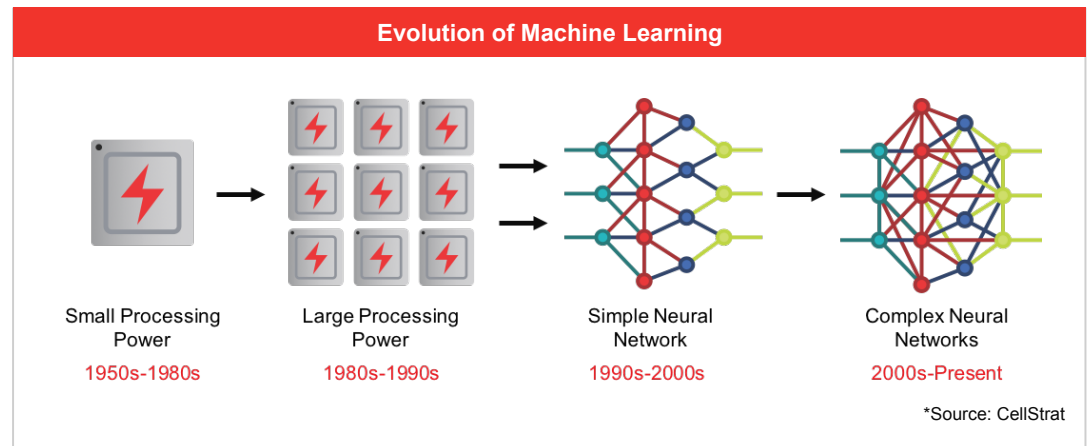 Evolution of Machine Learning
Small Processing
Power
1950s-1980s
Large Processing
Power
1980s-1990s
Simple Neural
Network
1990s-2000s
Complex Neural
Networks
2000s-Present
*Source: CellStrat